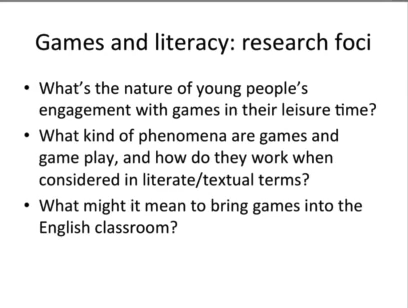 Games and literacy: research foci
• What's the nature of young people's
engagement with games in their leisure time?
• What kind of phenomena are games and
game play, and how do they work when
considered in literate/textual terms?
• What might it mean to bring games into the
English classroom?